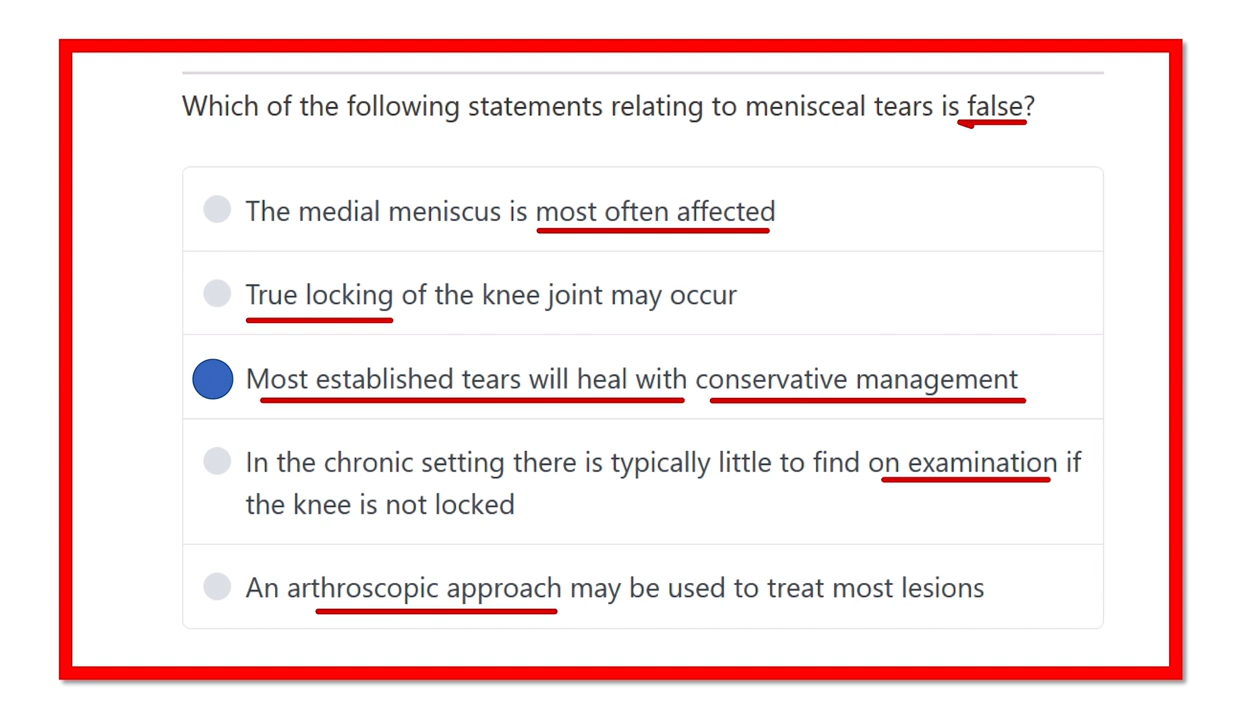 Which of the following statements relating to menisceal tears is false?
The medial meniscus is most often affected
True locking of the knee joint may occur
Most established tears will heal with conservative management
In the chronic setting there is typically little to find on examination if
the knee is not locked
An arthroscopic approach may be used to treat most lesions